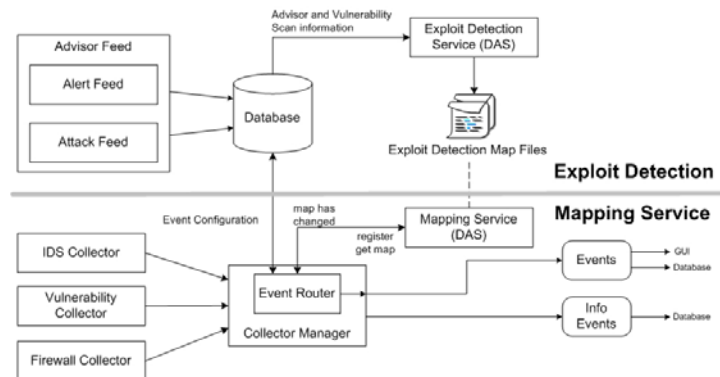 Advisor and Vulnerability
Scan information
Advisor Feed
Alert Feed
Attack Feed
Database
Exploit Detection
Service (DAS)
Exploit Detection Map Files
Exploit Detection
Mapping Service
Event Configuration
map has
changed
register
get map
Mapping Service
(DAS)
IDS Collector
Vulnerability
Collector
Firewall Collector
Event Router
Collector Manager
Events
GUI
Database
Info
Events
Database